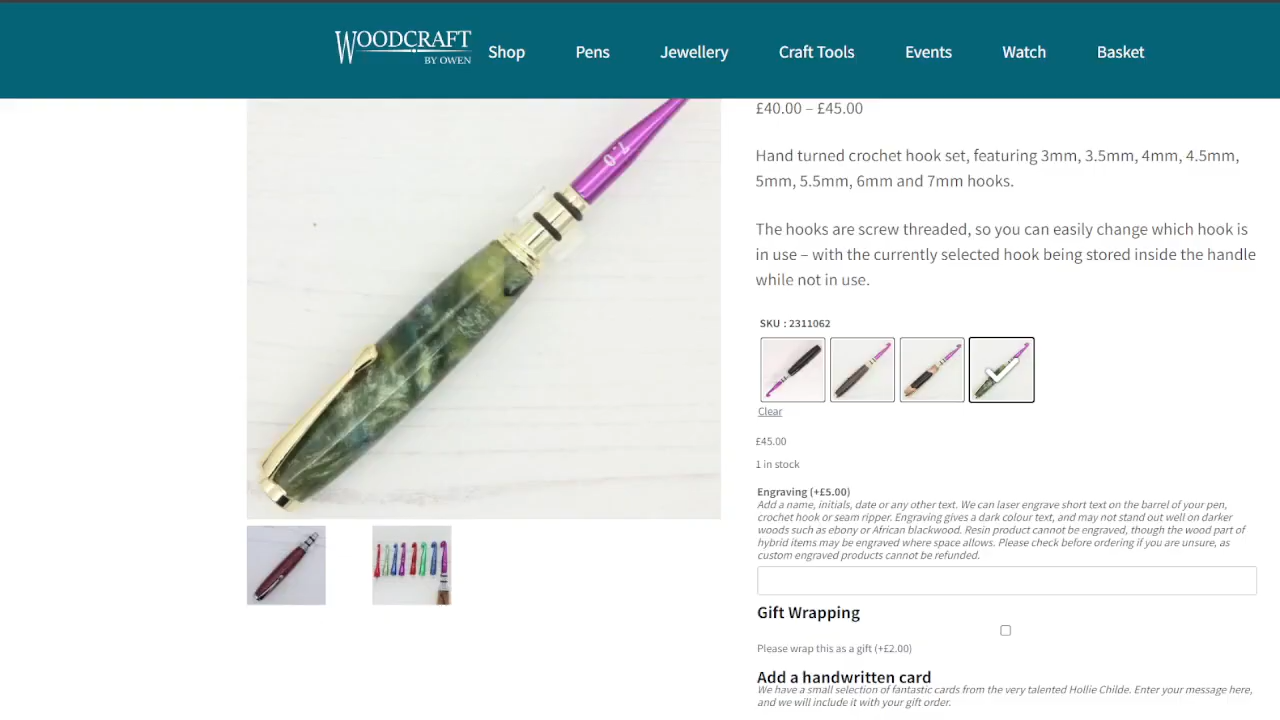 WOODCRAFT
BY OWEN
Shop Pens Jewellery Craft Tools Events Watch Basket
£40.00 – £45.00
Hand turned crochet hook set, featuring 3mm, 3.5mm, 4mm, 4.5mm,
5mm, 5.5mm, 6mm and 7mm hooks.
The hooks are screw threaded, so you can easily change which hook is
in use – with the currently selected hook being stored inside the handle
while not in use.
SKU : 2311062
Clear
£45.00
1 in stock
Engraving (+£5.00)
Add a name, initials, date or any other text. We can laser engrave short text on the barrel of your pen,
crochet hook or seam ripper. Engraving gives a dark colour text, and may not stand out well on darker
woods such as ebony or African blackwood. Resin product cannot be engraved, though the wood part of
hybrid items may be engraved where space allows. Please check before ordering if you are unsure, as
custom engraved products cannot be refunded.
Gift Wrapping
Please wrap this as a gift (+£2.00)
Add a handwritten card
We have a small selection of fantastic cards from the very talented Hollie Childe. Enter your message here,
and we will include it with your gift order.
7.0